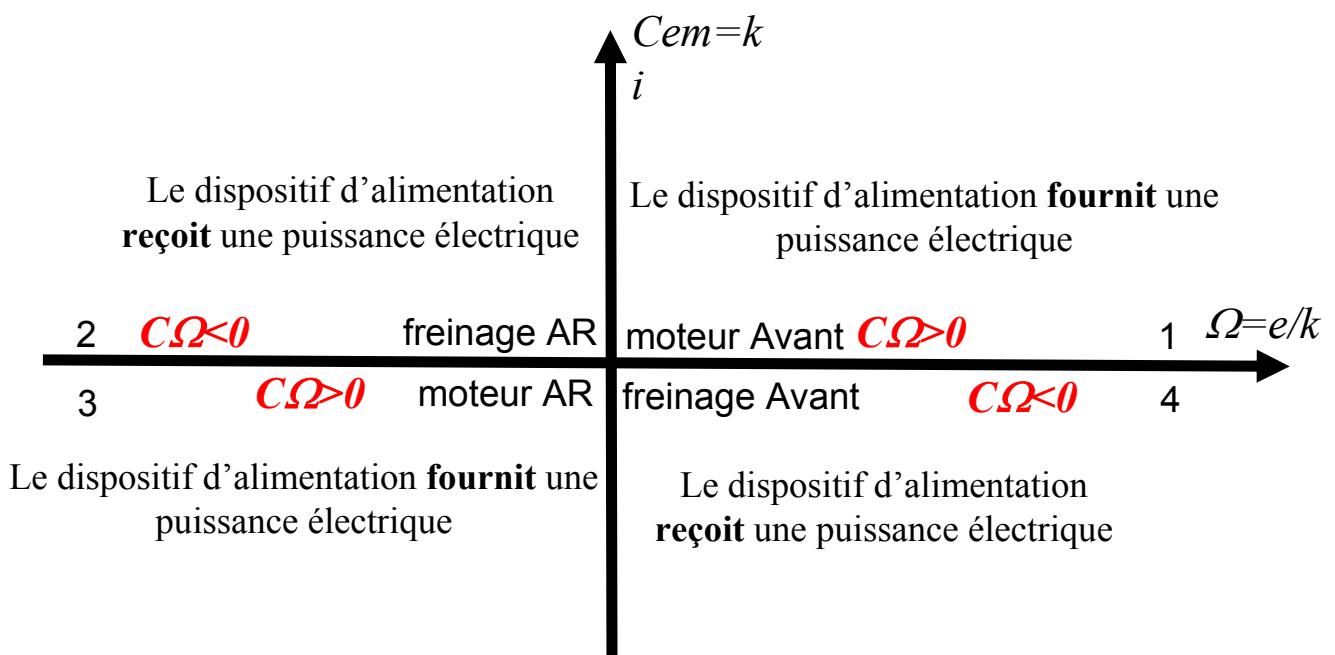 Cem=k
i
Le dispositif d’alimentation
reçoit une puissance électrique
Le dispositif d’alimentation fournit une
puissance électrique
2 CΩ<0 freinage AR moteur Avant CΩ>0 1 Ω=e/k
3 CΩ>0 moteur AR freinage Avant CΩ<0 4
Le dispositif d’alimentation fournit une
puissance électrique
Le dispositif d’alimentation
reçoit une puissance électrique